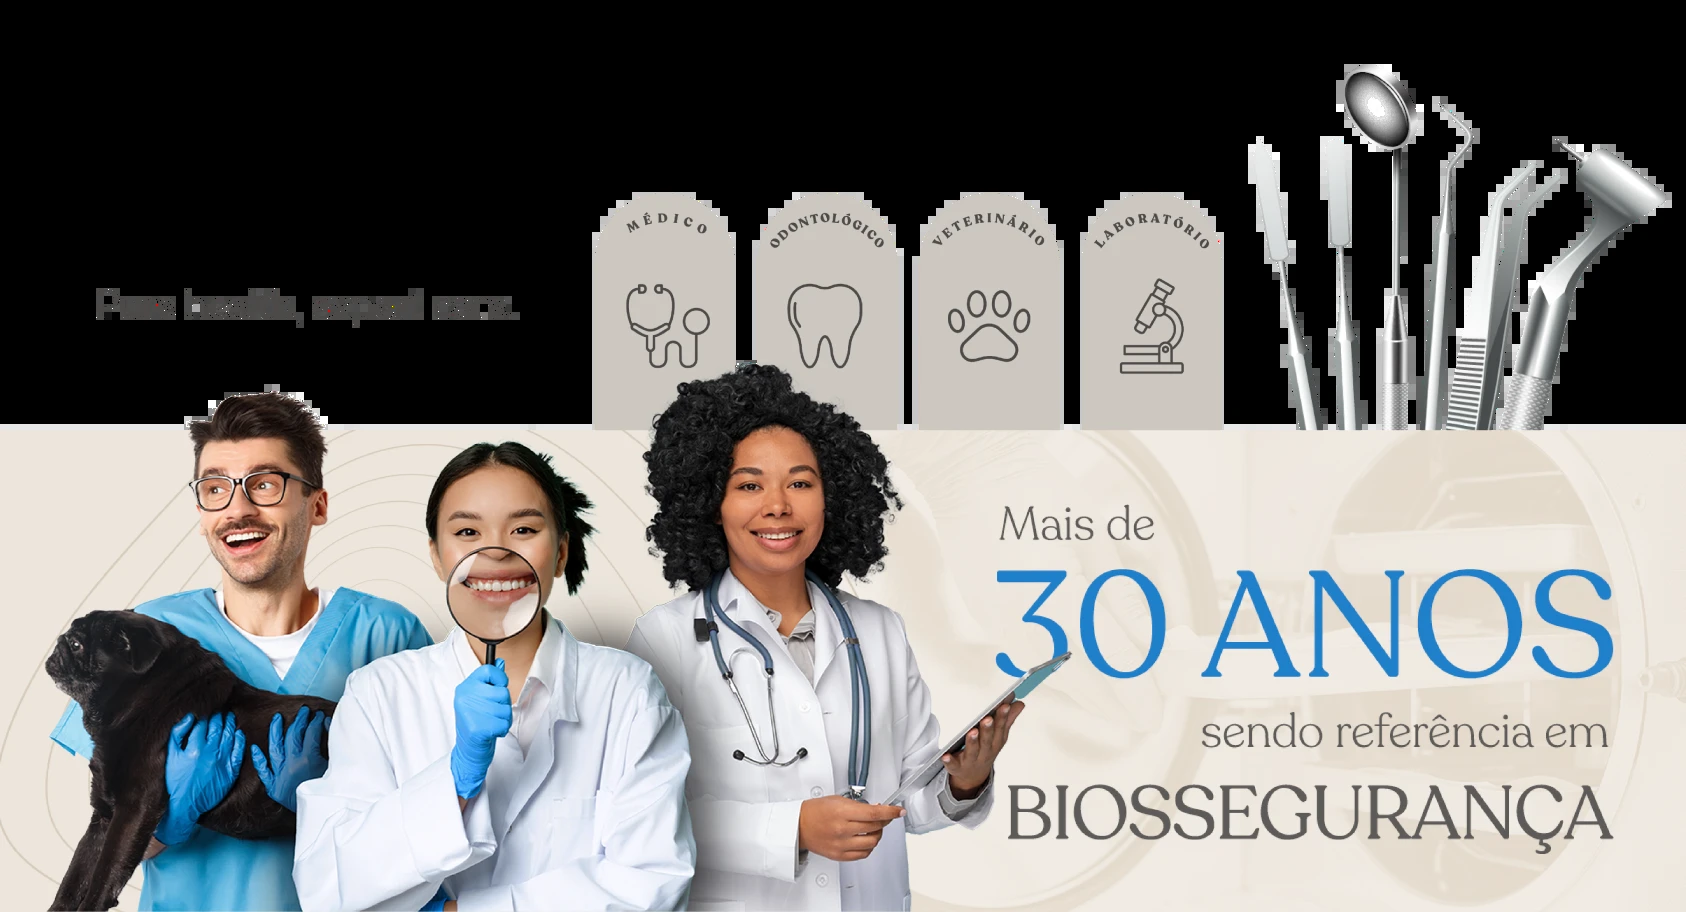 MÉDICO
ODONTOLÓGICO
VETERINÁRIO
LABORATÓRIO
Mais de
30 ANOS
sendo referência em
BIOSSEGURANÇA